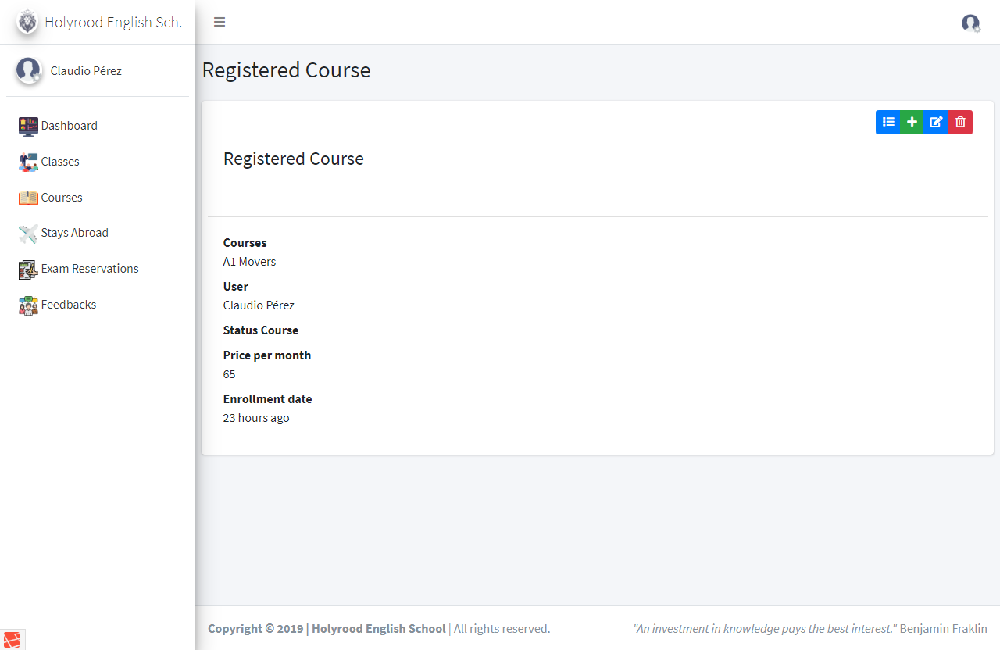 Holyrood English Sch.
Claudio Pérez
Dashboard
Classes
Courses
Stays Abroad
Exam Reservations
Feedbacks
Registered Course
Registered Course
Courses
A1 Movers
User
Claudio Pérez
Status Course
Price per month
65
Enrollment date
23 hours ago
Copyright © 2019 | Holyrood English School | All rights reserved.
"An investment in knowledge pays the best interest." Benjamin Fraklin